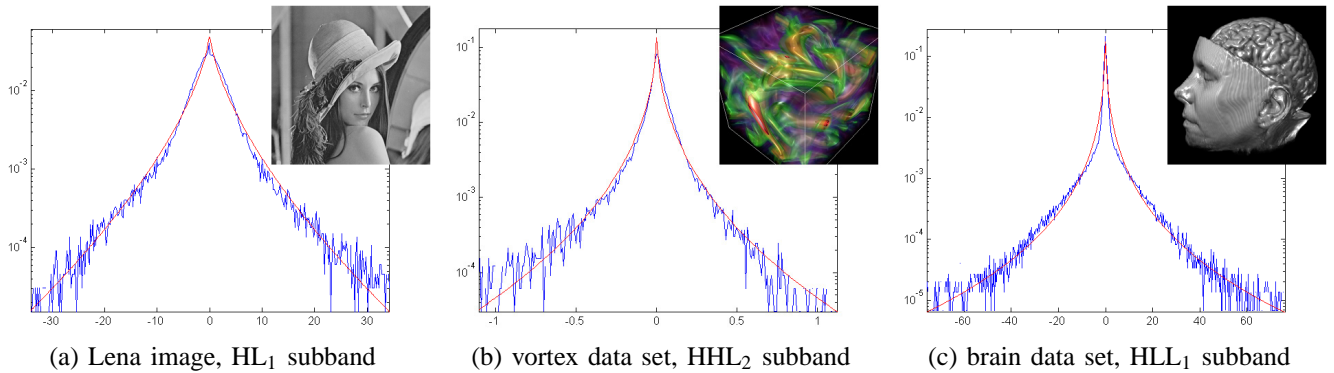 10^-2
10^-3
10^-4
-30 -20 -10 0 10 20 30
(a) Lena image, HL₁ subband
10^-1
10^-2
10^-3
10^-4
-1 -0.5 0 0.5 1
(b) vortex data set, HHL₂ subband
10^-1
10^-2
10^-3
10^-4
10^-5
-60 -40 -20 0 20 40 60
(c) brain data set, HLL₁ subband